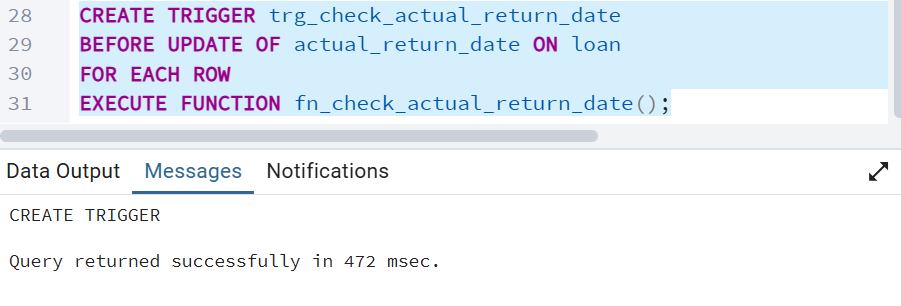 28 CREATE TRIGGER trg_check_actual_return_date
29 BEFORE UPDATE OF actual_return_date ON loan
30 FOR EACH ROW
31 EXECUTE FUNCTION fn_check_actual_return_date();
Data Output Messages Notifications
CREATE TRIGGER
Query returned successfully in 472 msec.